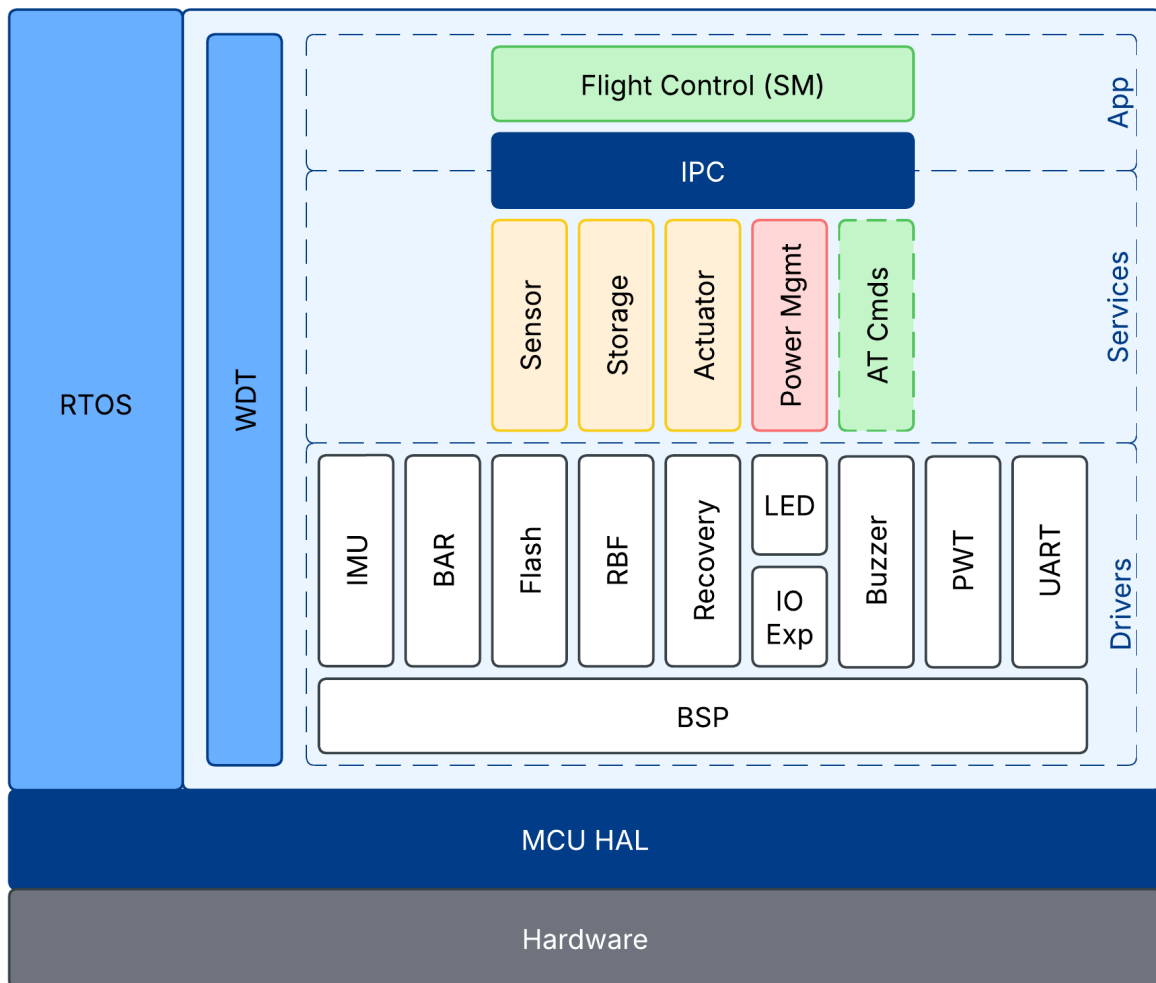 RTOS
WDT
App
Flight Control (SM)
IPC
Services
Sensor
Storage
Actuator
Power Mgmt
AT Cmds
Drivers
IMU
BAR
Flash
RBF
Recovery
LED
IO
Exp
Buzzer
PWT
UART
BSP
MCU HAL
Hardware